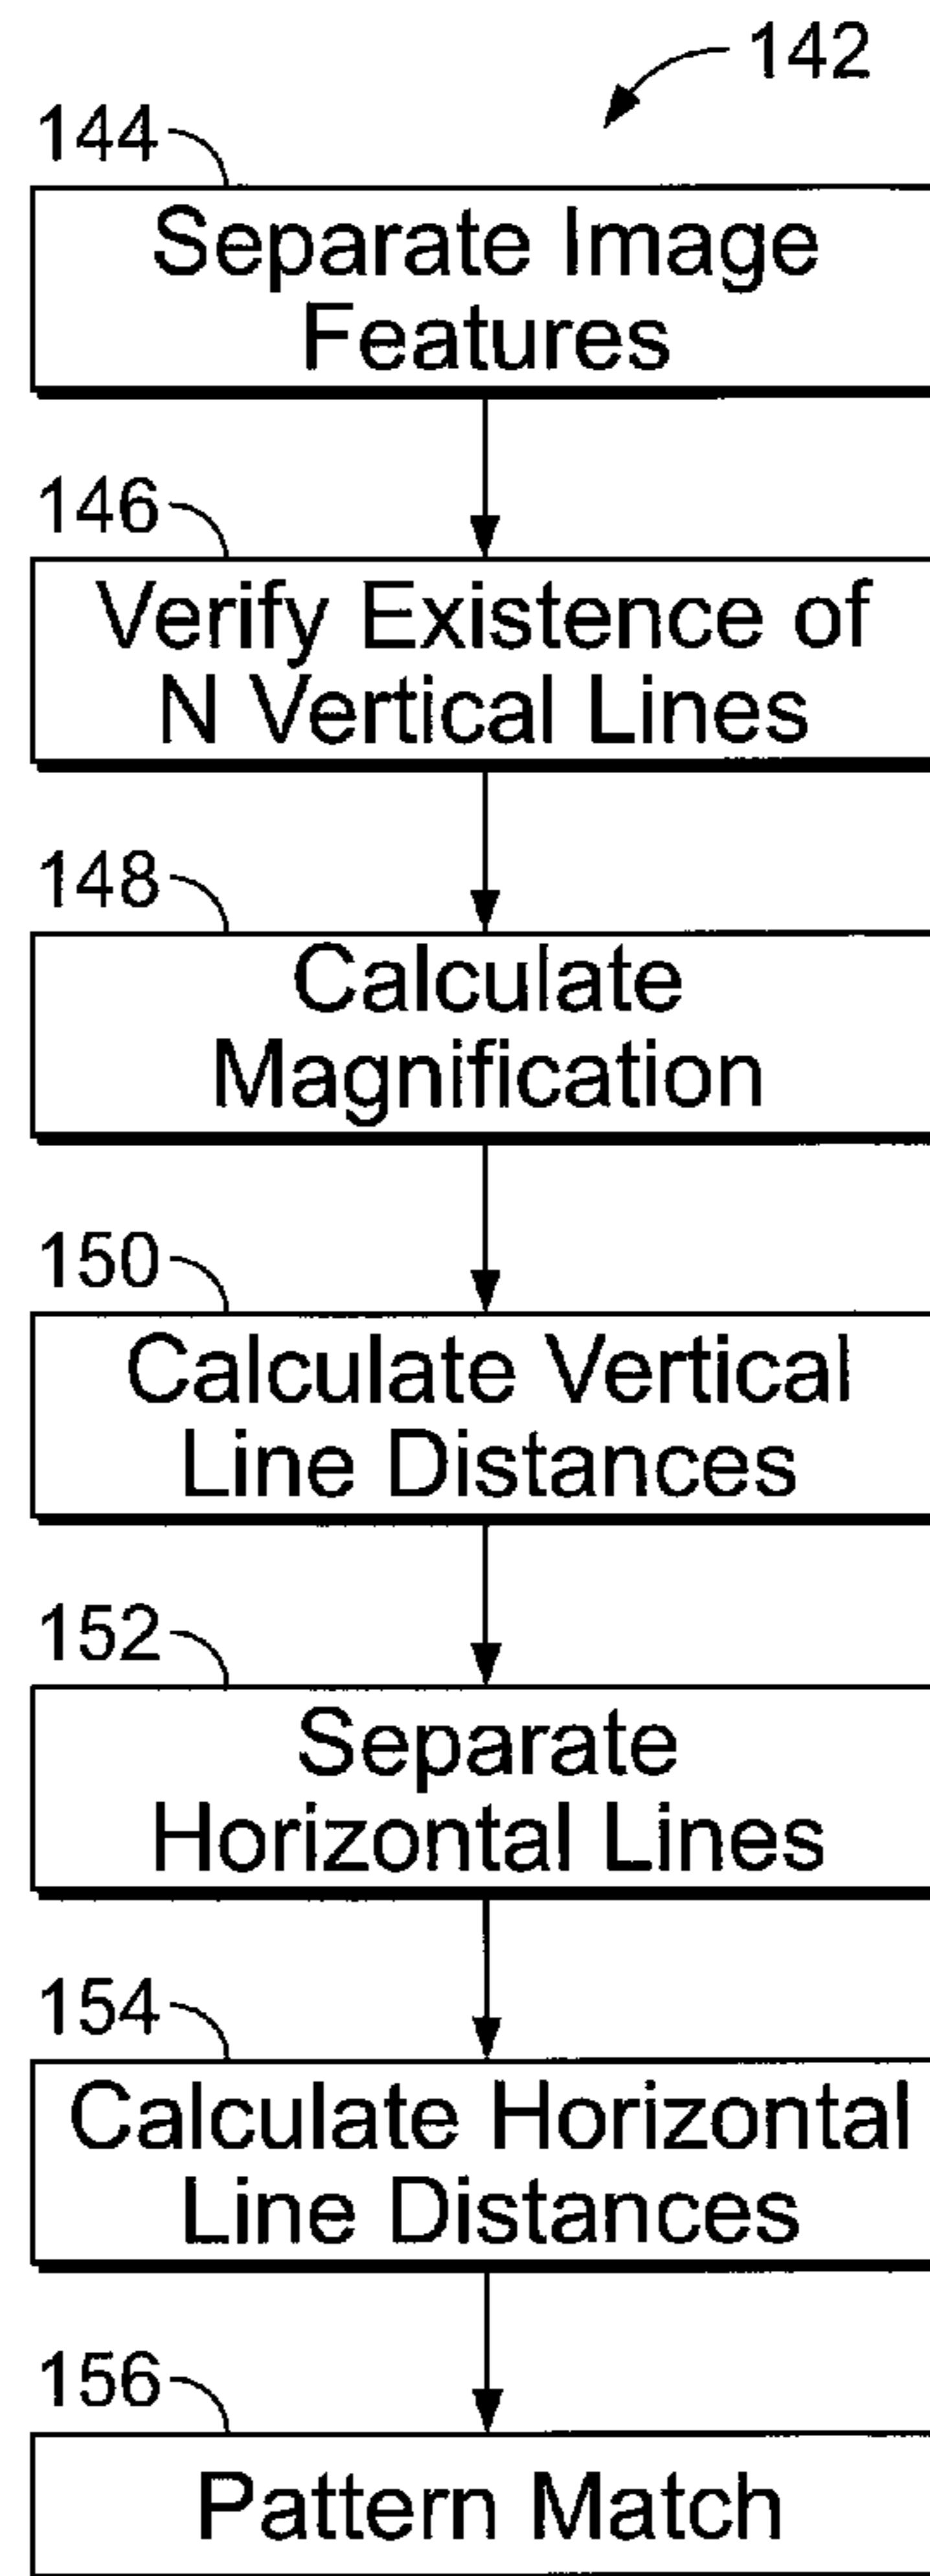 142
144
Separate Image
Features
146
Verify Existence of
N Vertical Lines
148
Calculate
Magnification
150
Calculate Vertical
Line Distances
152
Separate
Horizontal Lines
154
Calculate Horizontal
Line Distances
156
Pattern Match